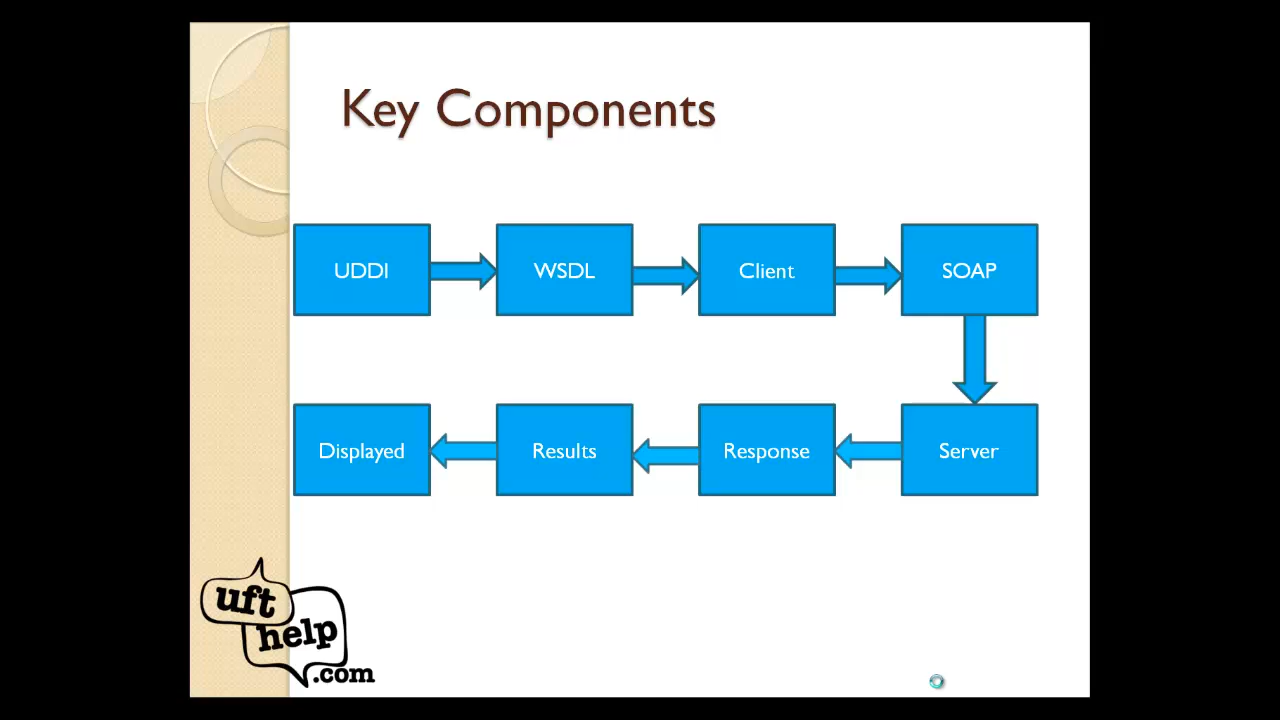 Key Components
UDDI
WSDL
Client
SOAP
Displayed
Results
Response
Server
uft
help
.com